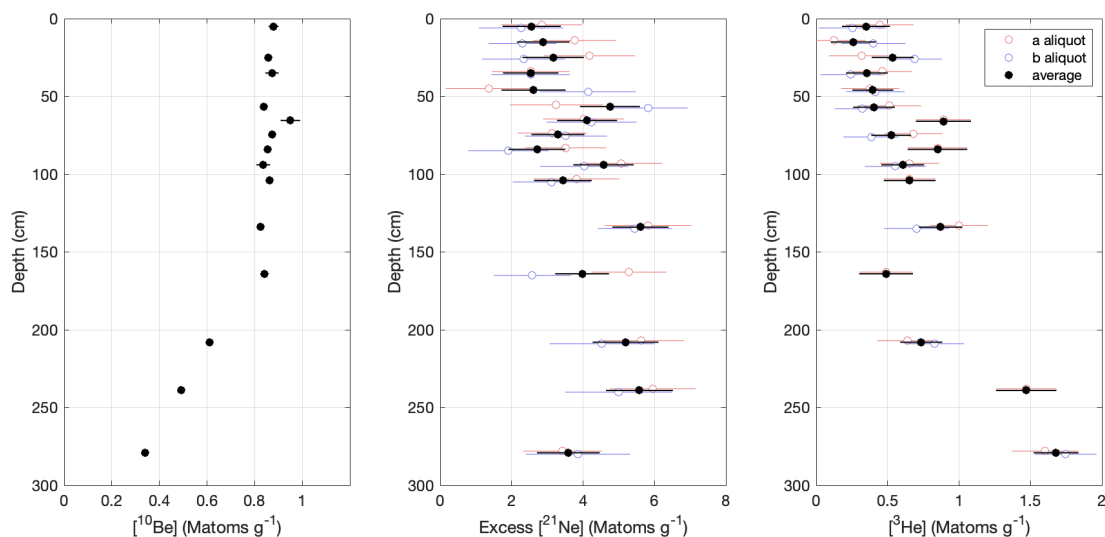 0
50
100
150
200
250
300
Depth (cm)
0 0.2 0.4 0.6 0.8 1
[¹⁰Be] (Matoms g⁻¹)
0
50
100
150
200
250
300
Depth (cm)
0 2 4 6 8
Excess [²¹Ne] (Matoms g⁻¹)
0
50
100
150
200
250
300
Depth (cm)
0 0.5 1 1.5 2
[³He] (Matoms g⁻¹)
a aliquot
b aliquot
average